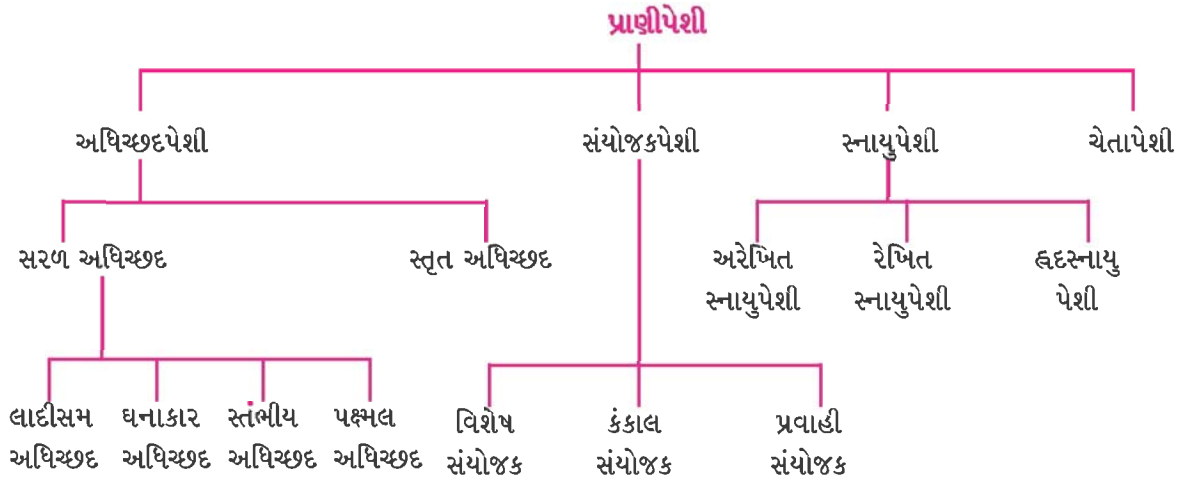 પ્રાણીપેશી
અધિચ્છદપેશી સંયોજકપેશી સ્નાયુપેશી ચેતાપેશી
સરળ અધિચ્છદ સ્તૃત અધિચ્છદ અરેખિત રેખિત હૃદસ્નાયુ
સ્નાયુપેશી સ્નાયુપેશી પેશી
લાદીસમ ઘનાકાર સ્તંભીય પક્ષ્મલ વિશેષ કંકાલ પ્રવાહી
અધિચ્છદ અધિચ્છદ અધિચ્છદ અધિચ્છદ સંયોજક સંયોજક સંયોજક